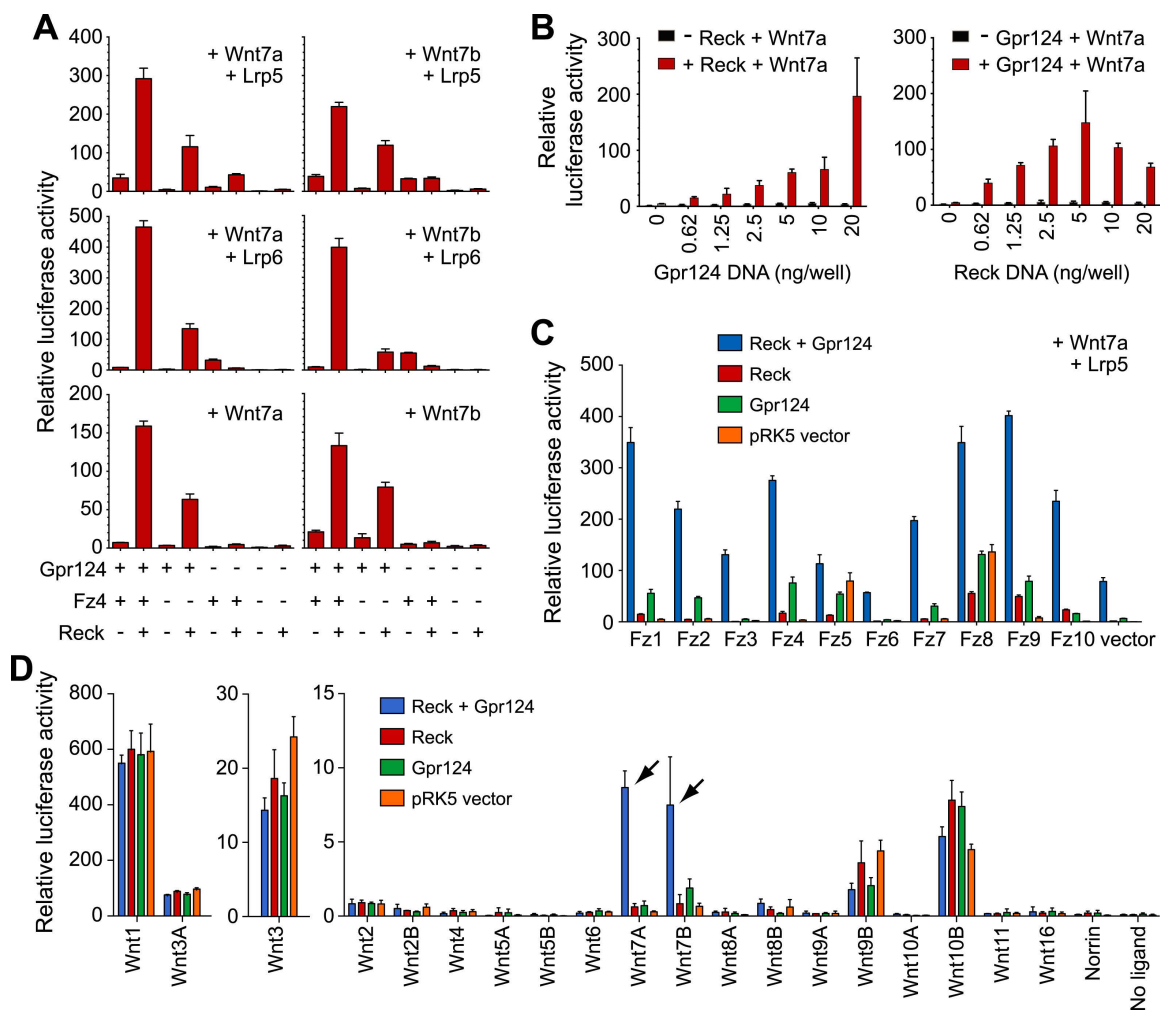 A
Relative luciferase activity
400
300
200
100
0
+ Wnt7a
+ Lrp5
+ Wnt7b
+ Lrp5
500
400
300
200
100
0
+ Wnt7a
+ Lrp6
+ Wnt7b
+ Lrp6
200
150
100
50
0
+ Wnt7a
+ Wnt7b
Gpr124 + + + + - - - - + + + + - - - -
Fz4 + + - - + + - - + + - - + + - -
Reck - + - + - + - + - + - + - + - +
B
Relative
luciferase activity
300
200
100
0
- Reck + Wnt7a
+ Reck + Wnt7a
0 0.62 1.25 2.5 5 10 20
Gpr124 DNA (ng/well)
300
200
100
0
- Gpr124 + Wnt7a
+ Gpr124 + Wnt7a
0 0.62 1.25 2.5 5 10 20
Reck DNA (ng/well)
C
Relative luciferase activity
500
400
300
200
100
0
Reck + Gpr124
Reck
Gpr124
pRK5 vector
+ Wnt7a
+ Lrp5
Fz1 Fz2 Fz3 Fz4 Fz5 Fz6 Fz7 Fz8 Fz9 Fz10 vector
D
Relative luciferase activity
800
600
400
200
0
Wnt1 Wnt3A
30
20
10
0
Wnt3
15
10
5
0
Reck + Gpr124
Reck
Gpr124
pRK5 vector
Wnt2 Wnt2B Wnt4 Wnt5A Wnt5B Wnt6 Wnt7A Wnt7B Wnt8A Wnt8B Wnt9A Wnt9B Wnt10A Wnt10B Wnt11 Wnt16 Norrin No ligand